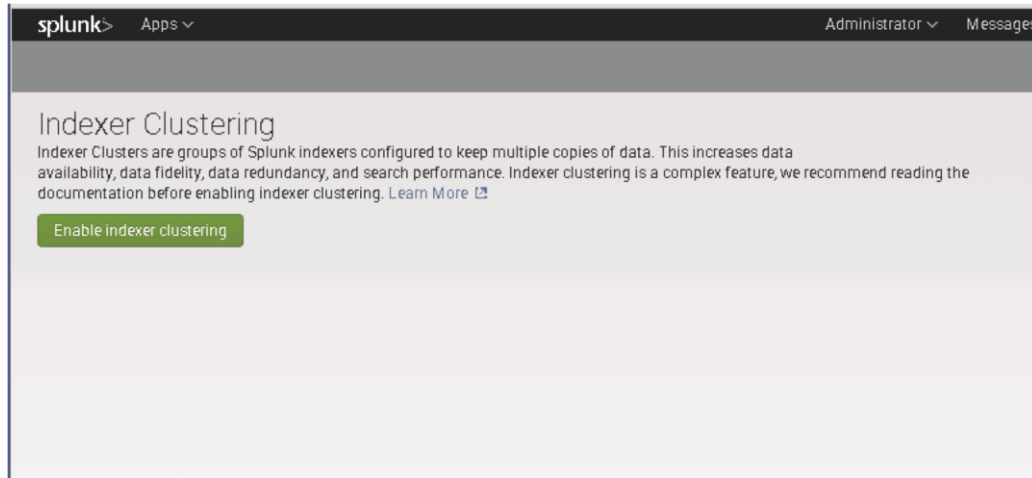 splunk> Apps Administrator Messages
Indexer Clustering
Indexer Clusters are groups of Splunk indexers configured to keep multiple copies of data. This increases data
availability, data fidelity, data redundancy, and search performance. Indexer clustering is a complex feature, we recommend reading the
documentation before enabling indexer clustering. Learn More
Enable indexer clustering